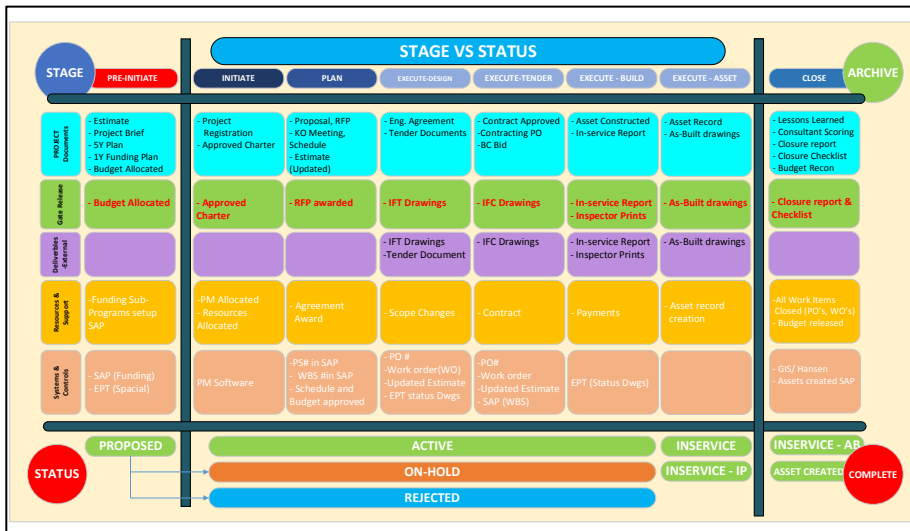 STAGE VS STATUS
STAGE
ARCHIVE
PRE-INITIATE
INITIATE
PLAN
EXECUTE-DESIGN
EXECUTE-TENDER
EXECUTE - BUILD
EXECUTE - ASSET
CLOSE
PROJECT
Documents
- Estimate
- Project Brief
- 5Y Plan
- 1Y Funding Plan
- Budget Allocated
- Project
Registration
- Approved Charter
- Proposal, RFP
- KO Meeting,
Schedule
- Estimate
(Updated)
- Eng. Agreement
- Tender Documents
- Contract Approved
-Contracting PO
-BC Bid
- Asset Constructed
- In-service Report
- Asset Record
- As-Built drawings
- Lessons Learned
- Consultant Scoring
- Closure report
- Closure Checklist
- Budget Recon
Gate Release
- Budget Allocated
- Approved
Charter
- RFP awarded
- IFT Drawings
- IFC Drawings
- In-service Report
- Inspector Prints
- As-Built drawings
- Closure report &
Checklist
Deliverbles
-External
- IFT Drawings
-Tender Document
- IFC Drawings
- In-service Report
- Inspector Prints
- As-Built drawings
Resources &
Support
-Funding Sub-
Programs setup
SAP
-PM Allocated
- Resources
Allocated
- Agreement
Award
- Scope Changes
- Contract
- Payments
- Asset record
creation
-All Work Items
Closed (PO's, WO's)
- Budget released
Systems &
Controls
- SAP (Funding)
- EPT (Spacial)
PM Software
-PS# in SAP
- WBS #in SAP
- Schedule and
Budget approved
- PO #
-Work order(WO)
-Updated Estimate
- EPT status Dwgs
-PO#
-Work order
-Updated Estimate
- SAP (WBS)
EPT (Status Dwgs)
- GIS/ Hansen
- Assets created SAP
STATUS
PROPOSED
ACTIVE
INSERVICE
INSERVICE - AB
ON-HOLD
INSERVICE - IP
ASSET CREATED
REJECTED
COMPLETE